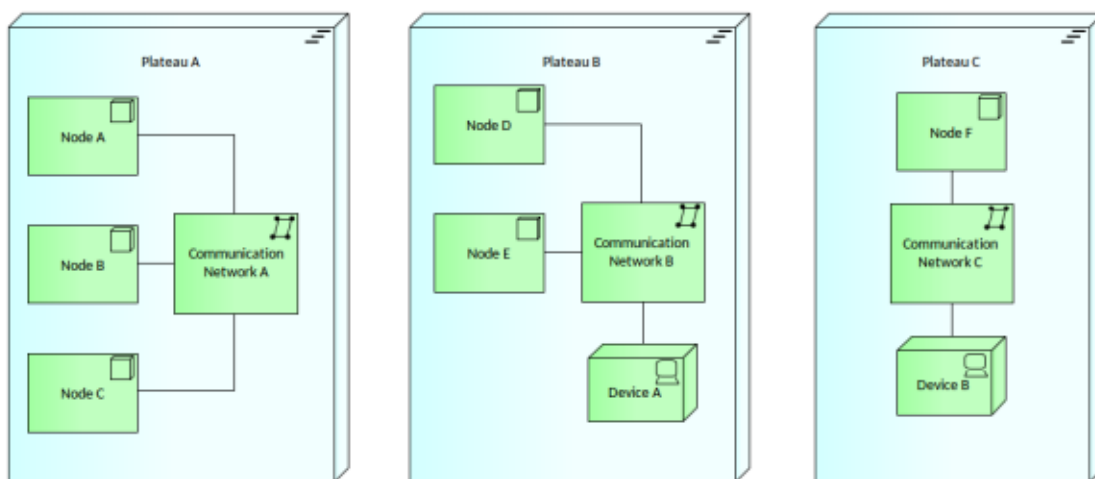 Plateau A
Node A
Node B
Communication
Network A
Node C
Plateau B
Node D
Node E
Communication
Network B
Device A
Plateau C
Node F
Communication
Network C
Device B